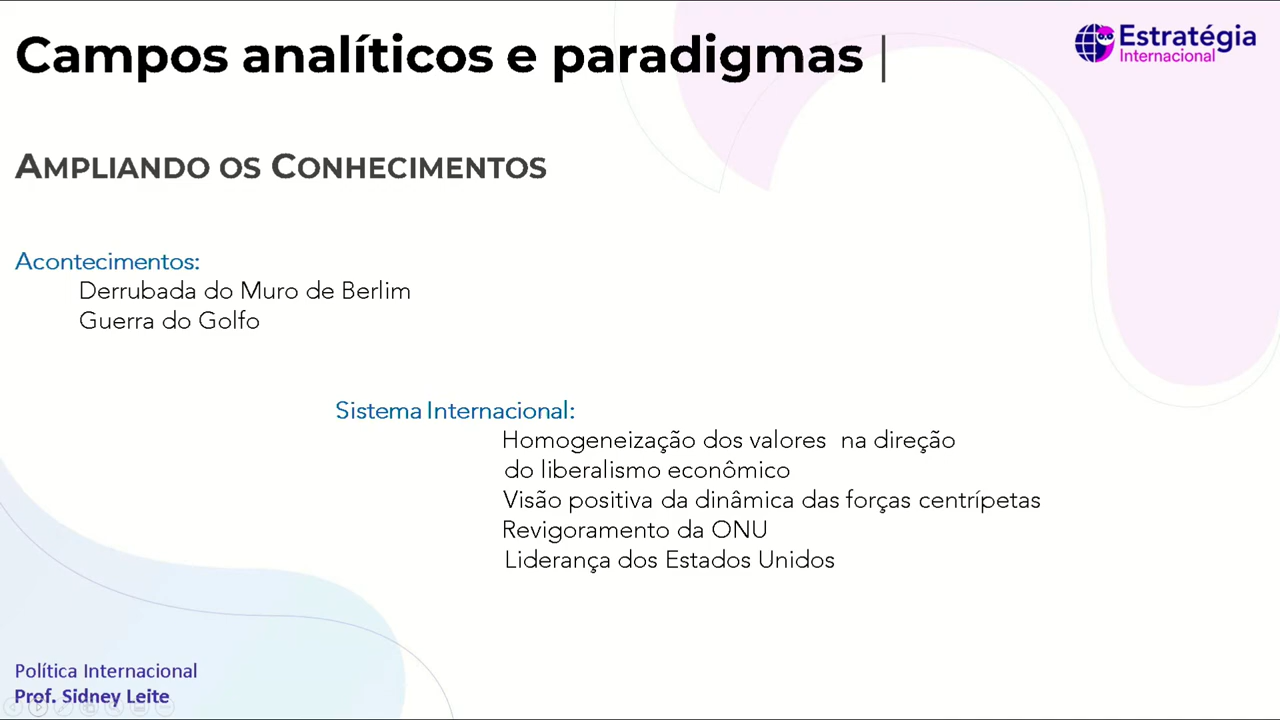 Campos analíticos e paradigmas |
Estratégia
Internacional
AMPLIANDO OS CONHECIMENTOS
Acontecimentos:
Derrubada do Muro de Berlim
Guerra do Golfo
Sistema Internacional:
Homogeneização dos valores na direção
do liberalismo econômico
Visão positiva da dinâmica das forças centrípetas
Revigoramento da ONU
Liderança dos Estados Unidos
Política Internacional
Prof. Sidney Leite